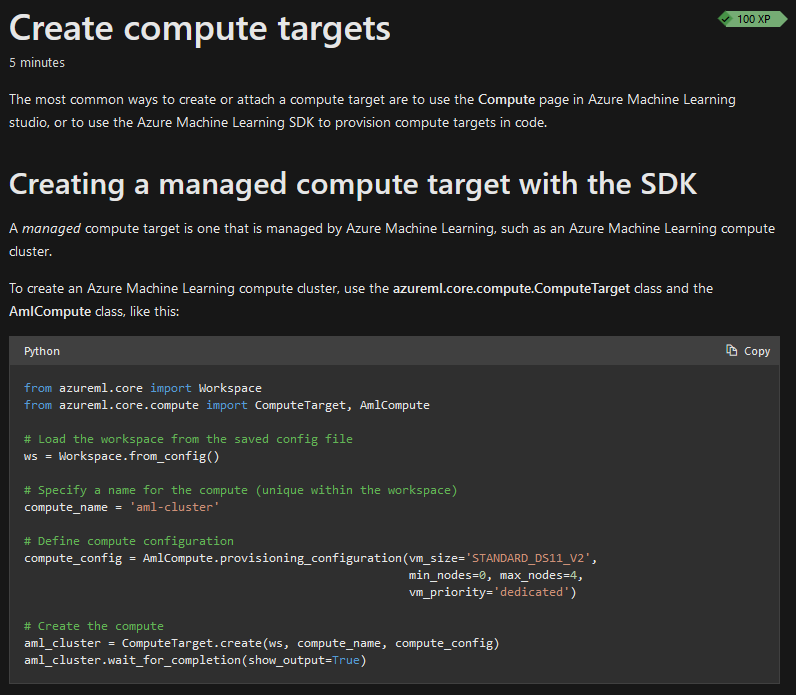 Create compute targets
100 XP
5 minutes
The most common ways to create or attach a compute target are to use the Compute page in Azure Machine Learning
studio, or to use the Azure Machine Learning SDK to provision compute targets in code.
Creating a managed compute target with the SDK
A managed compute target is one that is managed by Azure Machine Learning, such as an Azure Machine Learning compute
cluster.
To create an Azure Machine Learning compute cluster, use the azureml.core.compute.ComputeTarget class and the
AmlCompute class, like this:
Python
Copy
from azureml.core import Workspace
from azureml.core.compute import ComputeTarget, AmlCompute
# Load the workspace from the saved config file
ws = Workspace.from_config()
# Specify a name for the compute (unique within the workspace)
compute_name = 'aml-cluster'
# Define compute configuration
compute_config = AmlCompute.provisioning_configuration(vm_size='STANDARD_DS11_V2',
min_nodes=0, max_nodes=4,
vm_priority='dedicated')
# Create the compute
aml_cluster = ComputeTarget.create(ws, compute_name, compute_config)
aml_cluster.wait_for_completion(show_output=True)